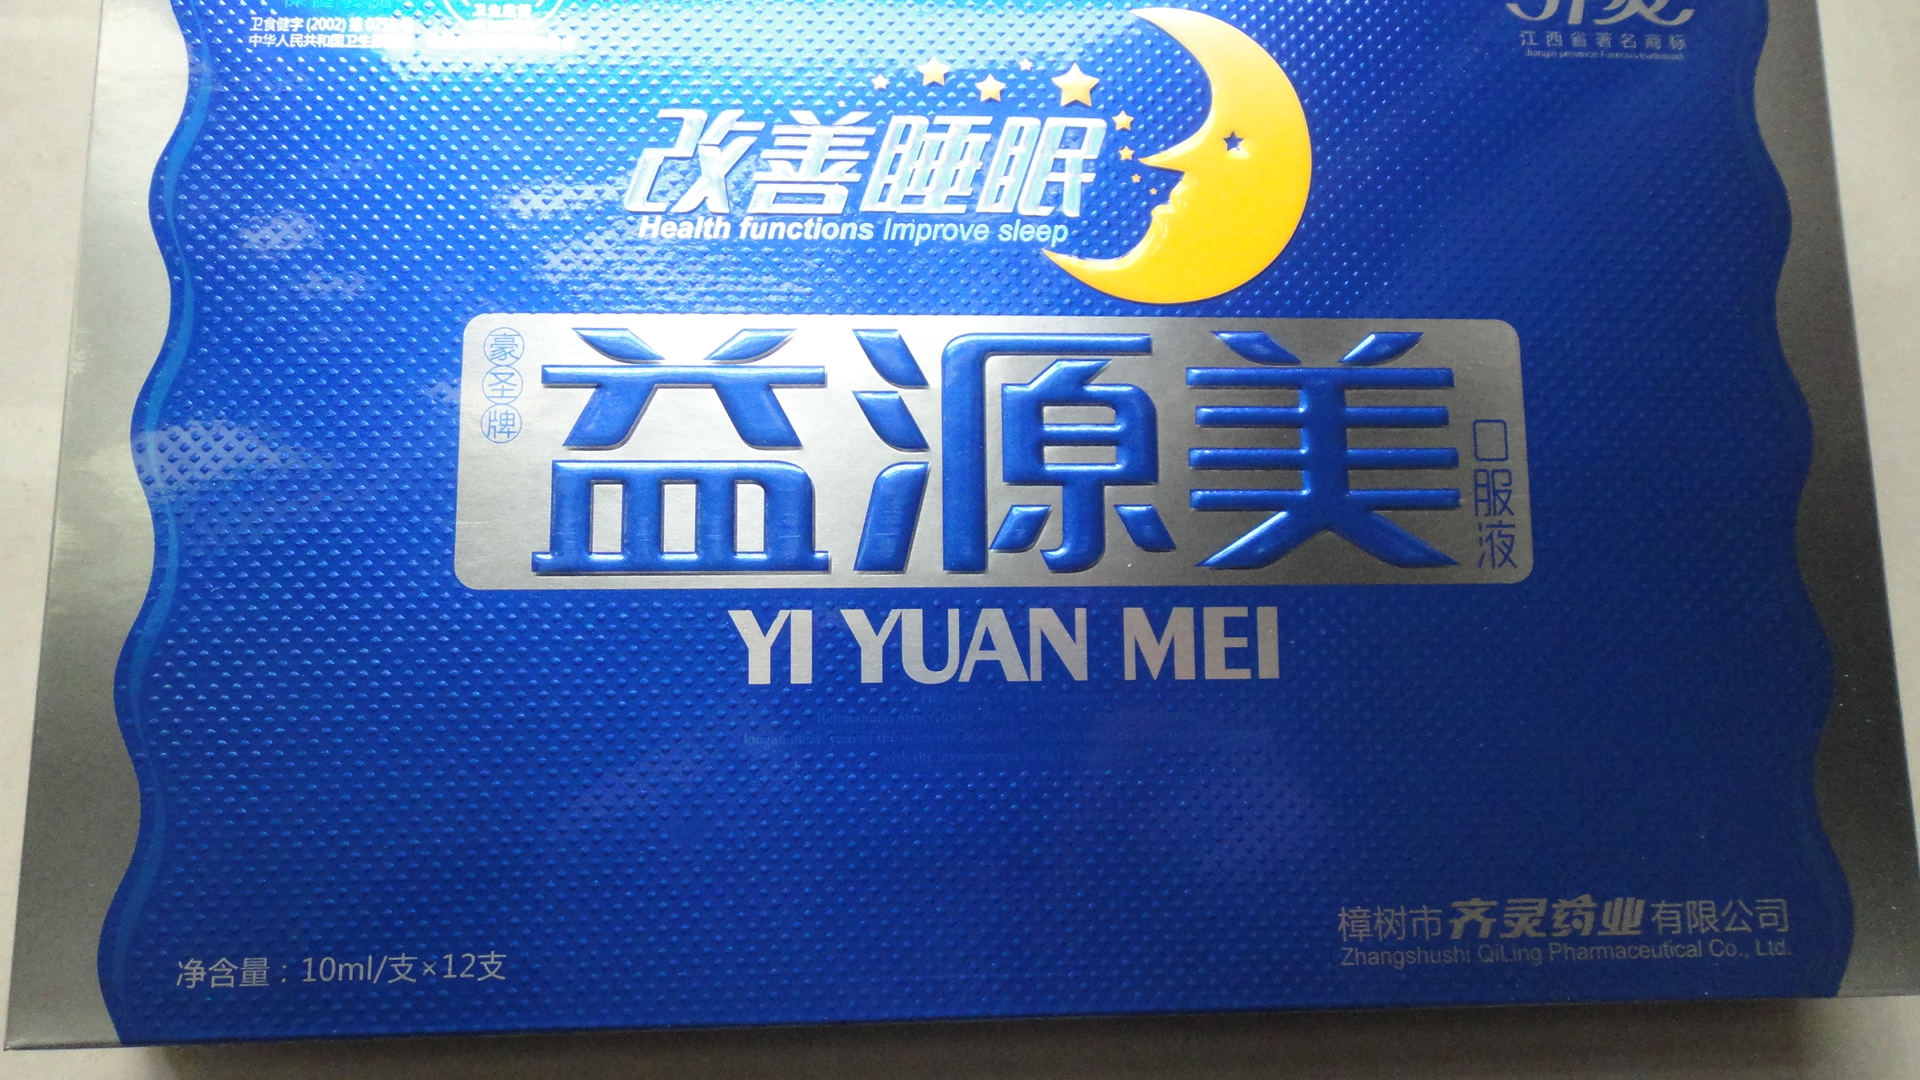 卫食健字(2002)第
中华人民共和国卫生
江西省著名商标
改善睡眠
Health functions Improve sleep
豪圣牌
益源美
口服液
YI YUAN MEI
樟树市齐灵药业有限公司
Zhangshushi QiLing Pharmaceutical Co., Ltd.
净含量：10ml/支×12支